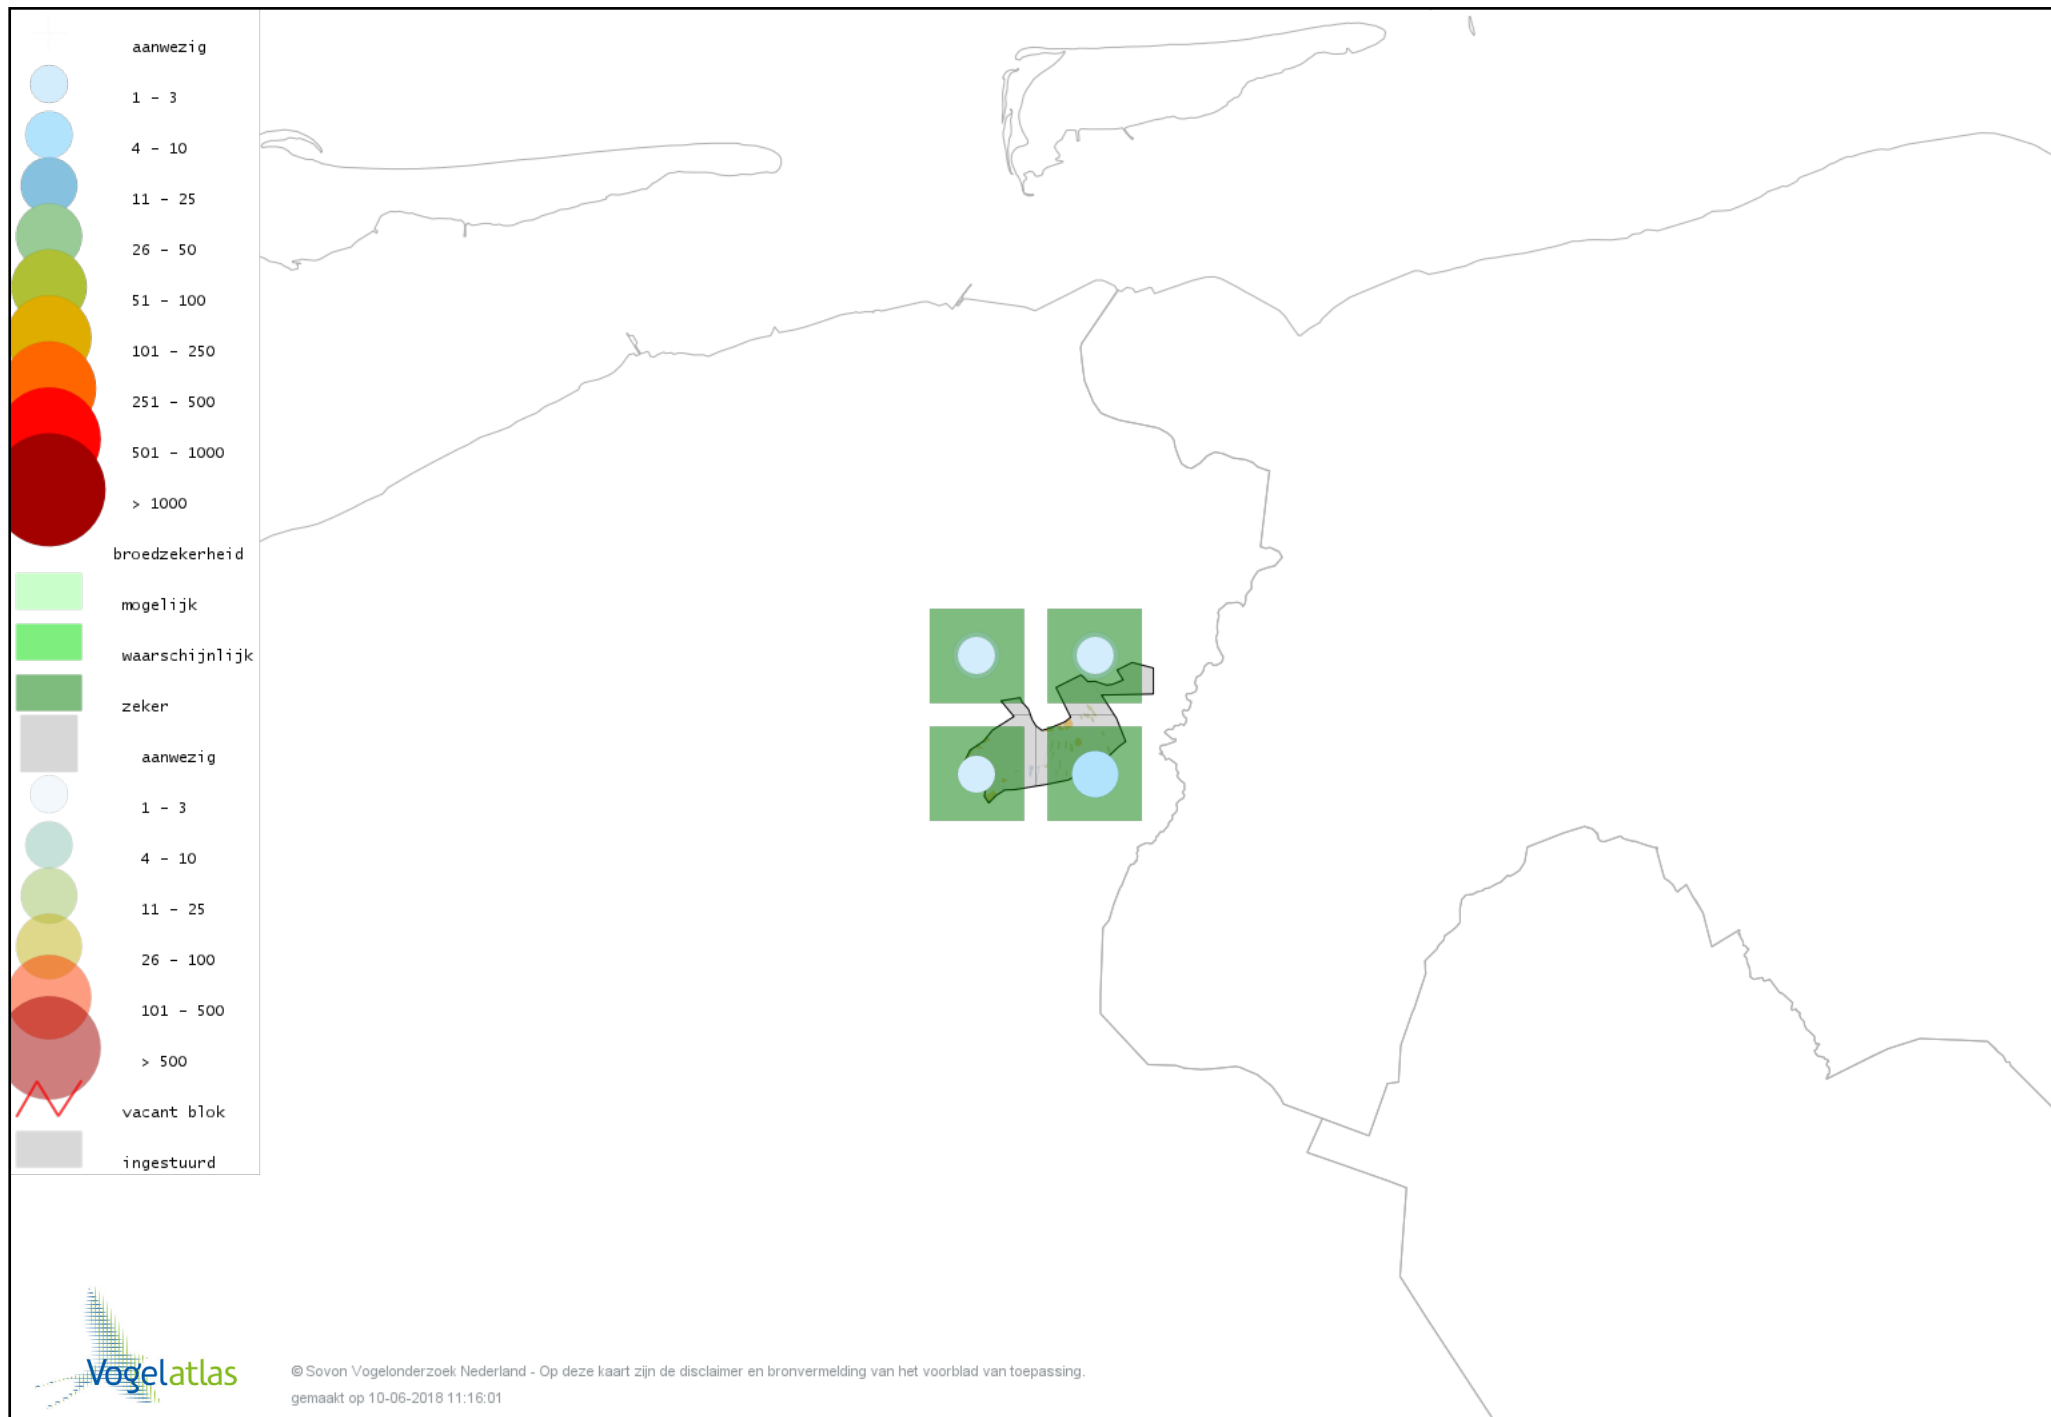 aanwezig
1 - 3
4 - 10
11 - 25
26 - 50
51 - 100
101 - 250
251 - 500
501 - 1000
> 1000
broedzekerheid
mogelijk
waarschijnlijk
zeker
aanwezig
1 - 3
4 - 10
11 - 25
26 - 100
101 - 500
> 500
vacant blok
ingestuurd
Vogelatlas
© Sovon Vogelonderzoek Nederland - Op deze kaart zijn de disclaimer en bronvermelding van het voorblad van toepassing.
gemaakt op 10-06-2018 11:16:01